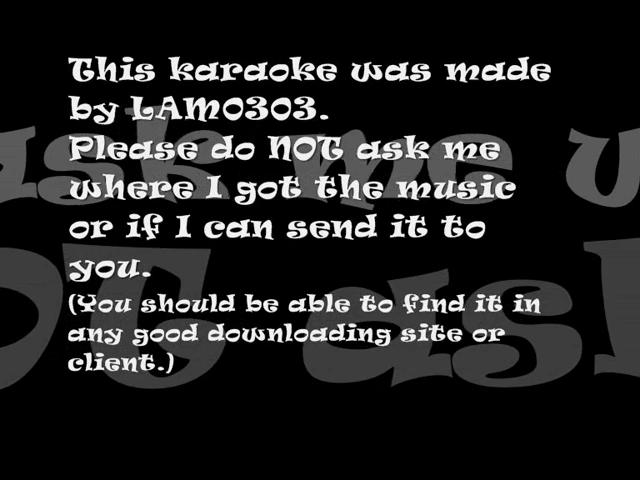 This karaoke was made
by LAM0303.
Please do NOT ask me
where I got the music
or if I can send it to
you.
(You should be able to find it in
any good downloading site or
client.)